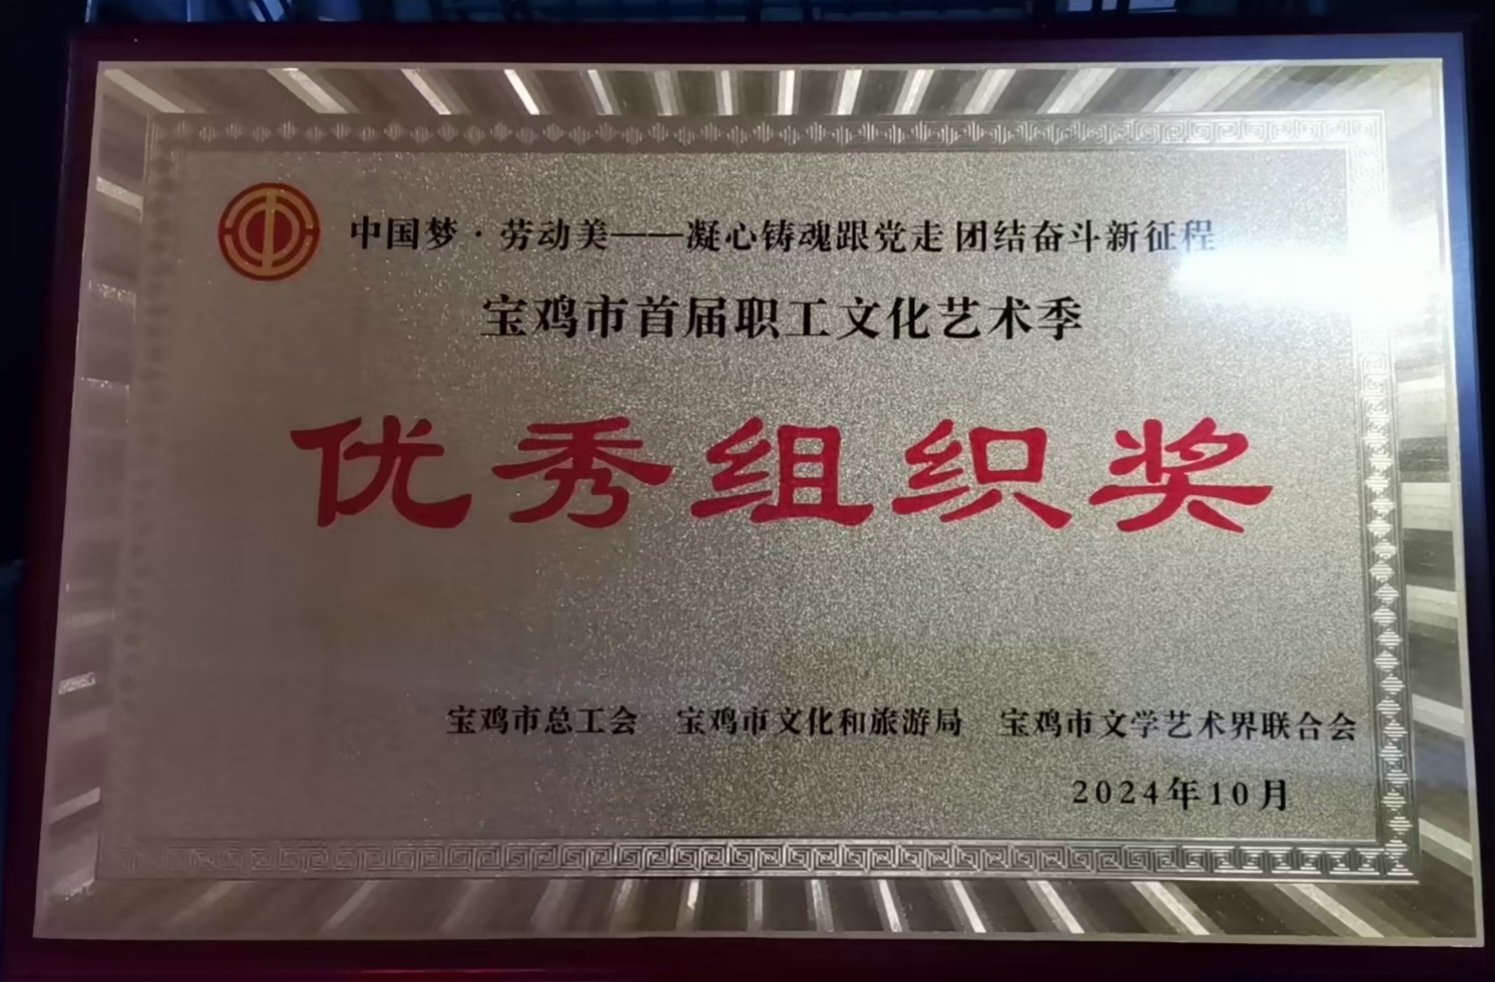 中国梦·劳动美——凝心铸魂跟党走 团结奋斗新征程
宝鸡市首届职工文化艺术季
优秀组织奖
宝鸡市总工会 宝鸡市文化和旅游局 宝鸡市文学艺术界联合会
2024年10月